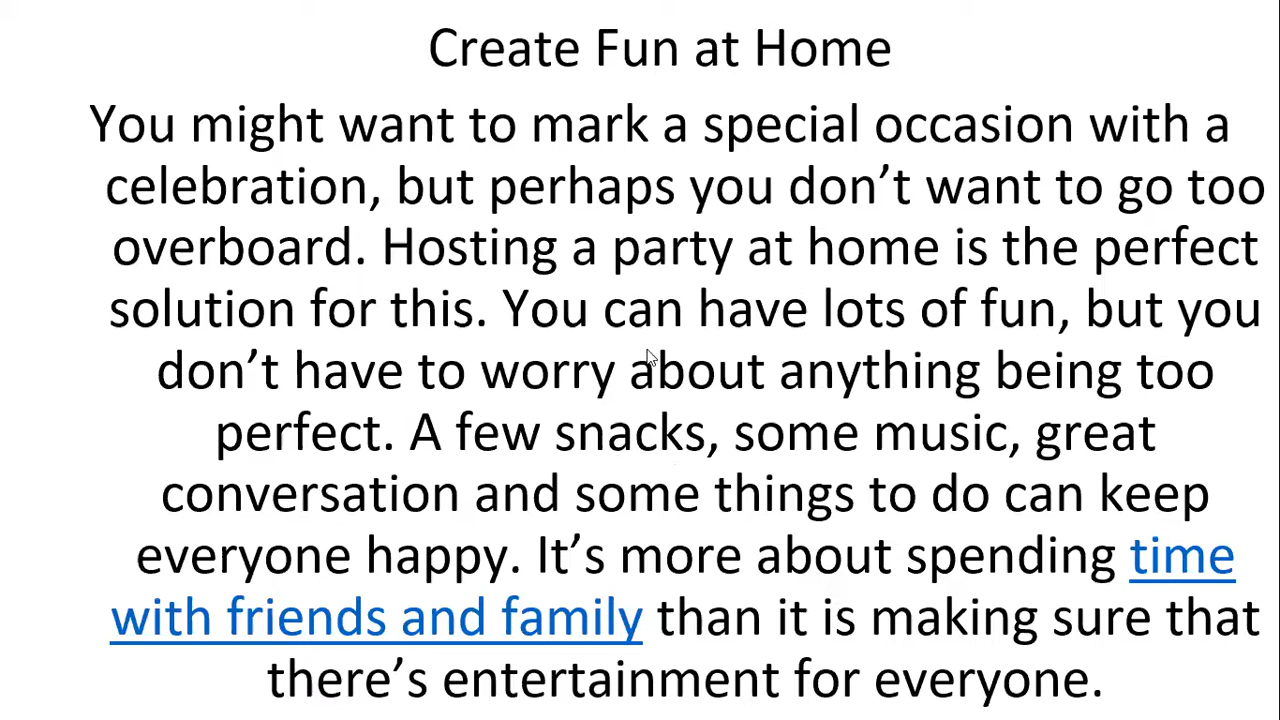 Create Fun at Home
You might want to mark a special occasion with a
celebration, but perhaps you don’t want to go too
overboard. Hosting a party at home is the perfect
solution for this. You can have lots of fun, but you
don’t have to worry about anything being too
perfect. A few snacks, some music, great
conversation and some things to do can keep
everyone happy. It’s more about spending time
with friends and family than it is making sure that
there’s entertainment for everyone.